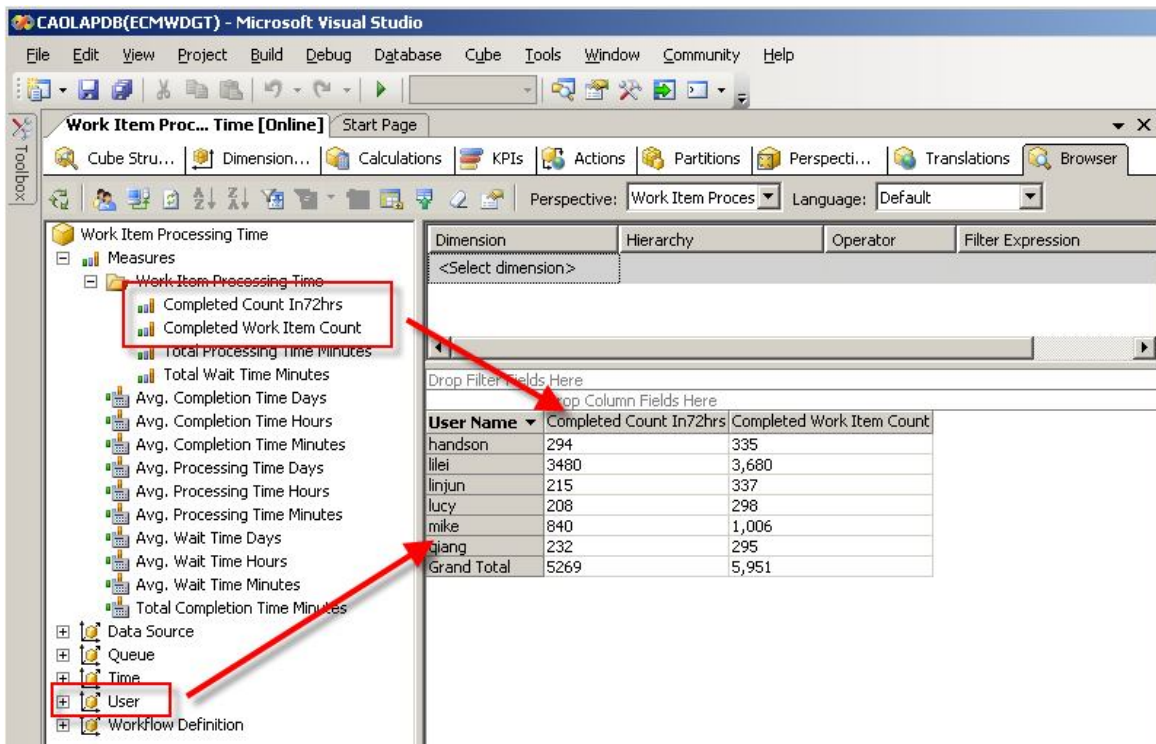 CAOLAPDB(ECMWDGT) - Microsoft Visual Studio
File Edit View Project Build Debug Database Cube Tools Window Community Help
Toolbox
Work Item Proc... Time [Online] Start Page
Cube Stru... Dimension... Calculations KPIs Actions Partitions Perspecti... Translations Browser
Perspective: Work Item Proces Language: Default
Work Item Processing Time
Measures
Work Item Processing Time
Completed Count In72hrs
Completed Work Item Count
Total Processing Time Minutes
Total Wait Time Minutes
Avg. Completion Time Days
Avg. Completion Time Hours
Avg. Completion Time Minutes
Avg. Processing Time Days
Avg. Processing Time Hours
Avg. Processing Time Minutes
Avg. Wait Time Days
Avg. Wait Time Hours
Avg. Wait Time Minutes
Total Completion Time Minutes
Data Source
Queue
Time
User
Workflow Definition
Dimension Hierarchy Operator Filter Expression
<Select dimension>
Drop Filter Fields Here
Drop Column Fields Here
User Name Completed Count In72hrs Completed Work Item Count
handson 294 335
lilei 3480 3,680
linjun 215 337
lucy 208 298
mike 840 1,006
qiang 232 295
Grand Total 5269 5,951